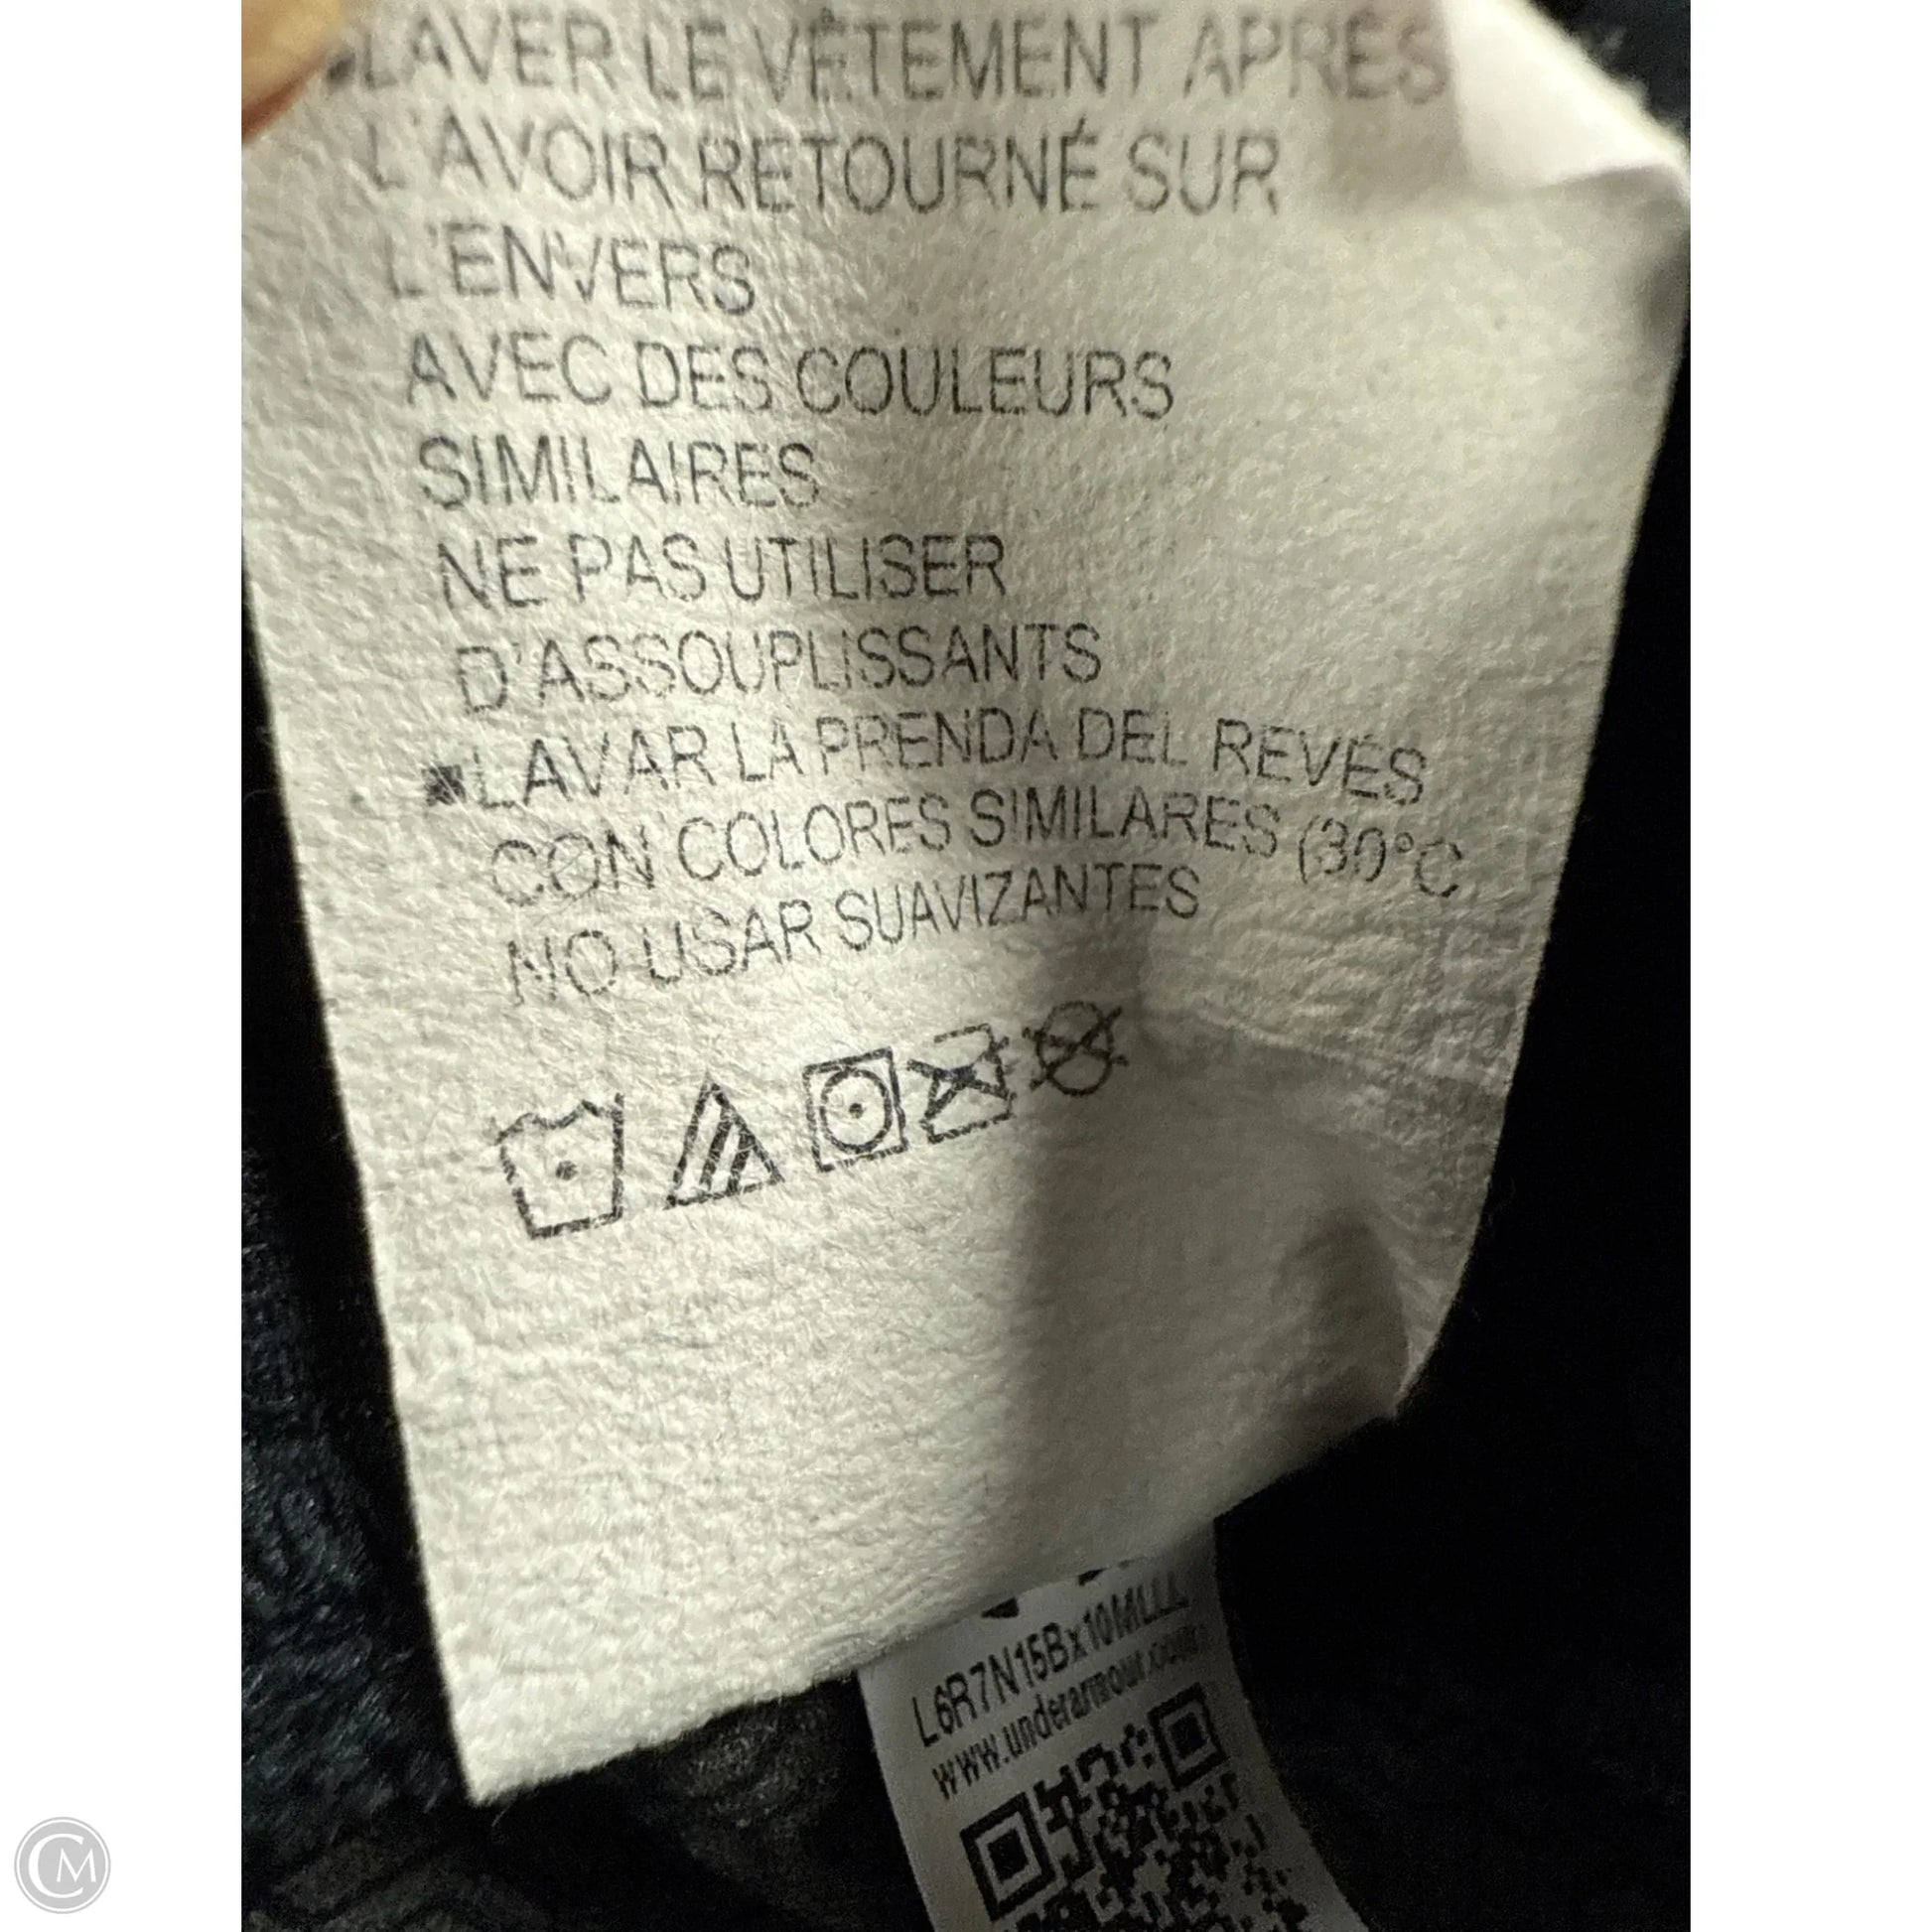 ▪LAVER LE VÊTEMENT APRÈS
L'AVOIR RETOURNÉ SUR
L'ENVERS
AVEC DES COULEURS
SIMILAIRES
NE PAS UTILISER
D'ASSOUPLISSANTS
▪LAVAR LA PRENDA DEL REVÉS
CON COLORES SIMILARES (30°C
NO USAR SUAVIZANTES
www.underarmour.com
CM